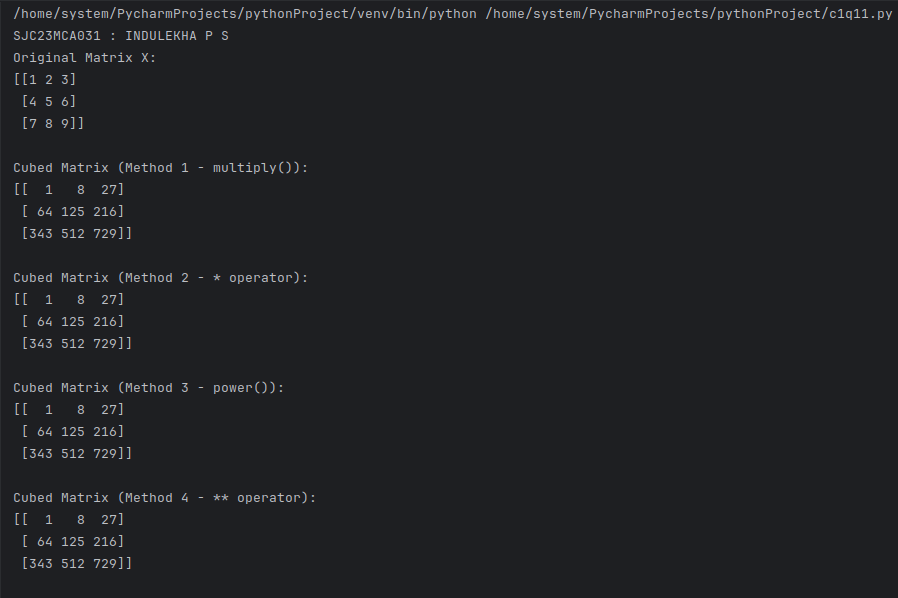 /home/system/PycharmProjects/pythonProject/venv/bin/python /home/system/PycharmProjects/pythonProject/c1q11.py
SJC23MCA031 : INDULEKHA P S
Original Matrix X:
[[1 2 3]
 [4 5 6]
 [7 8 9]]

Cubed Matrix (Method 1 - multiply()):
[[  1   8  27]
 [ 64 125 216]
 [343 512 729]]

Cubed Matrix (Method 2 - * operator):
[[  1   8  27]
 [ 64 125 216]
 [343 512 729]]

Cubed Matrix (Method 3 - power()):
[[  1   8  27]
 [ 64 125 216]
 [343 512 729]]

Cubed Matrix (Method 4 - ** operator):
[[  1   8  27]
 [ 64 125 216]
 [343 512 729]]